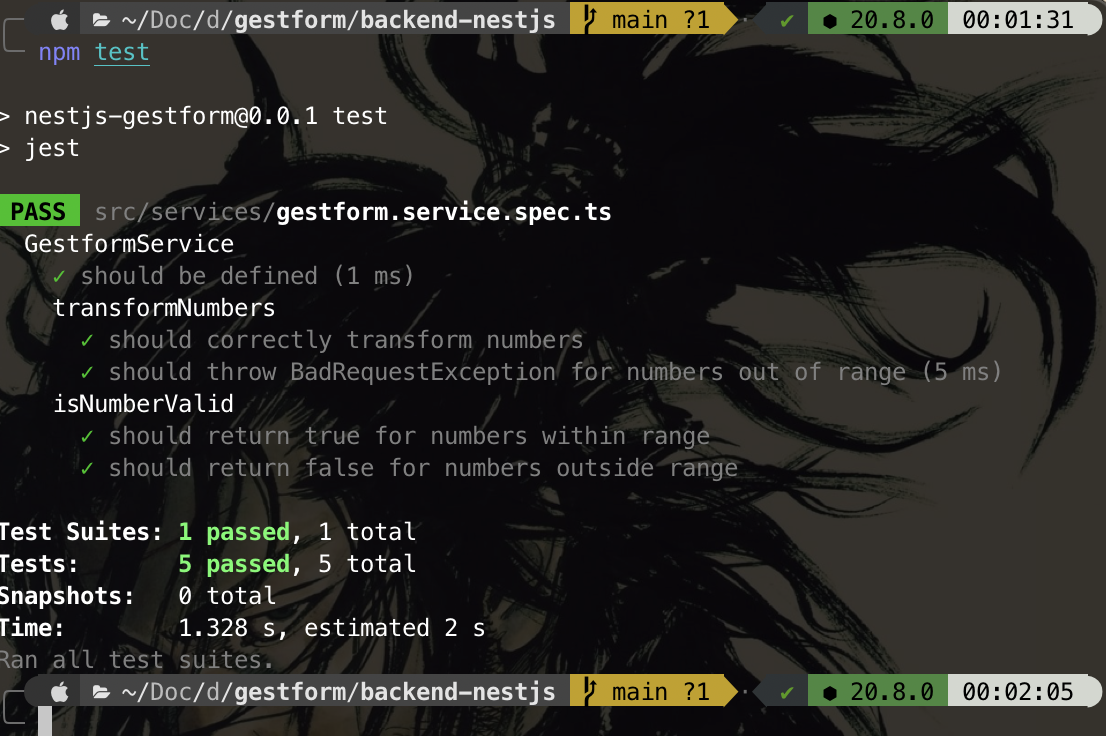 ~/Doc/d/gestform/backend-nestjs main ?1 ✔ 20.8.0 00:01:31
npm test
> nestjs-gestform@0.0.1 test
> jest
PASS src/services/gestform.service.spec.ts
GestformService
✓ should be defined (1 ms)
transformNumbers
✓ should correctly transform numbers
✓ should throw BadRequestException for numbers out of range (5 ms)
isNumberValid
✓ should return true for numbers within range
✓ should return false for numbers outside range
Test Suites: 1 passed, 1 total
Tests: 5 passed, 5 total
Snapshots: 0 total
Time: 1.328 s, estimated 2 s
Ran all test suites.
~/Doc/d/gestform/backend-nestjs main ?1 ✔ 20.8.0 00:02:05